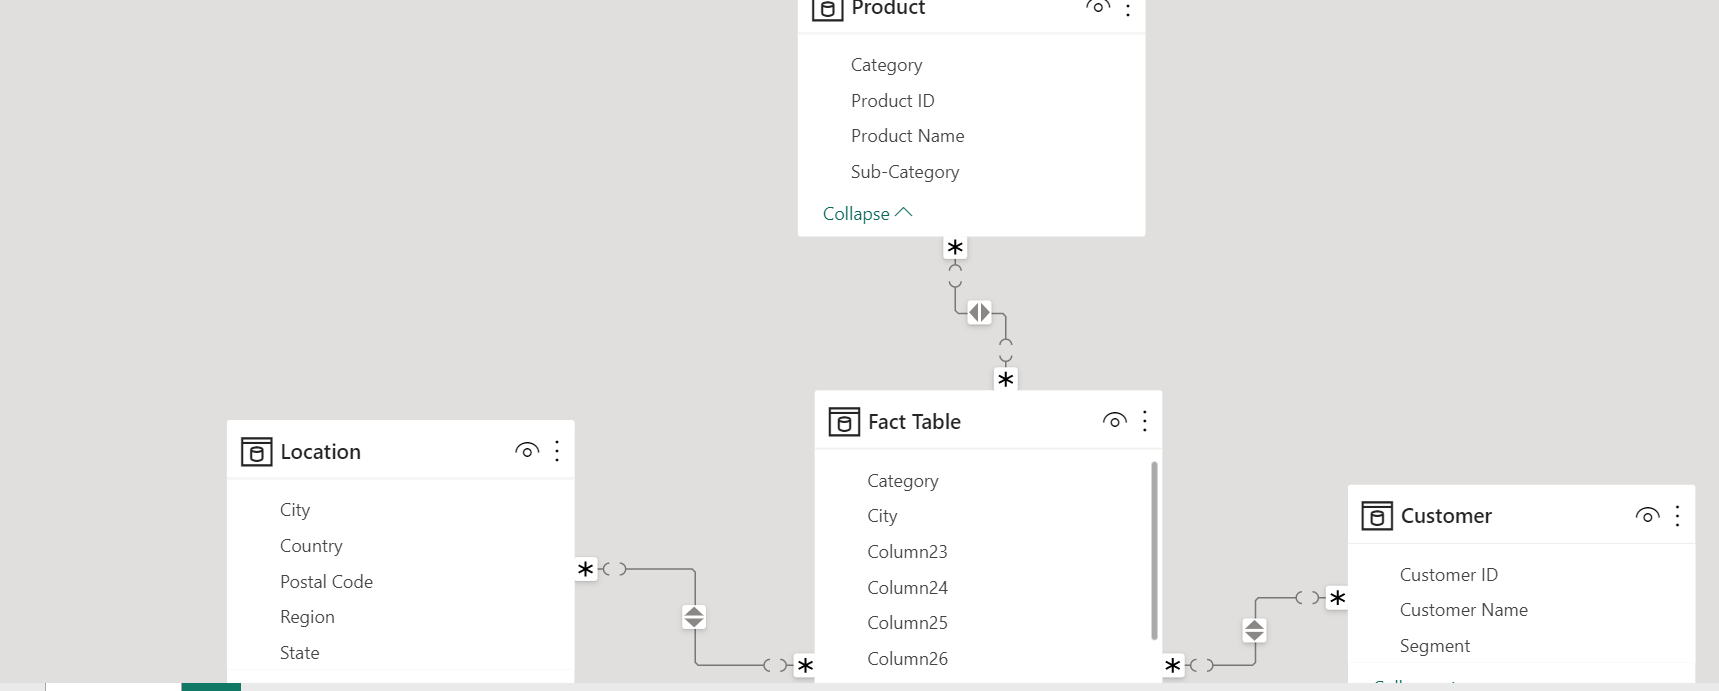 Product
Category
Product ID
Product Name
Sub-Category
Collapse
Location
City
Country
Postal Code
Region
State
Fact Table
Category
City
Column23
Column24
Column25
Column26
Customer
Customer ID
Customer Name
Segment